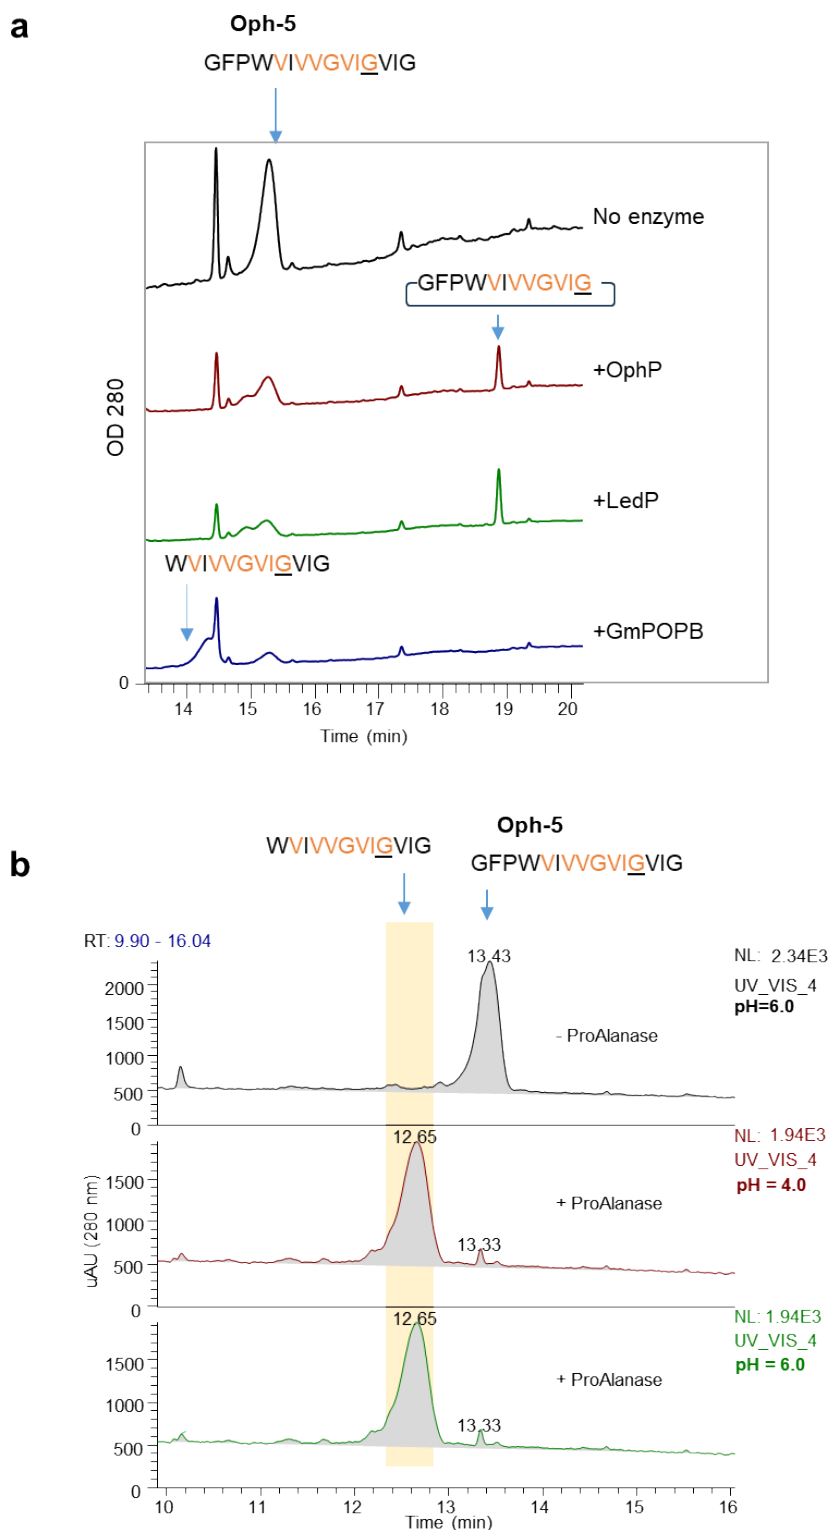 a
Oph-5
GFPWVIVVGVIGVIG
No enzyme
GFPWVIVVGVIG
+OphP
OD 280
+LedP
WVIVVGVIGVIG
+GmPOPB
0
14 15 16 17 18 19 20
Time (min)
b
Oph-5
WVIVVGVIGVIG
GFPWVIVVGVIGVIG
RT: 9.90 - 16.04
13.43
NL: 2.34E3
UV_VIS_4
pH=6.0
- ProAlanase
2000
1500
1000
500
0
12.65
NL: 1.94E3
UV_VIS_4
pH = 4.0
+ ProAlanase
13.33
1500
1000
500
0
uAU (280 nm)
12.65
NL: 1.94E3
UV_VIS_4
pH = 6.0
+ ProAlanase
13.33
1500
1000
500
0
10 11 12 13 14 15 16
Time (min)